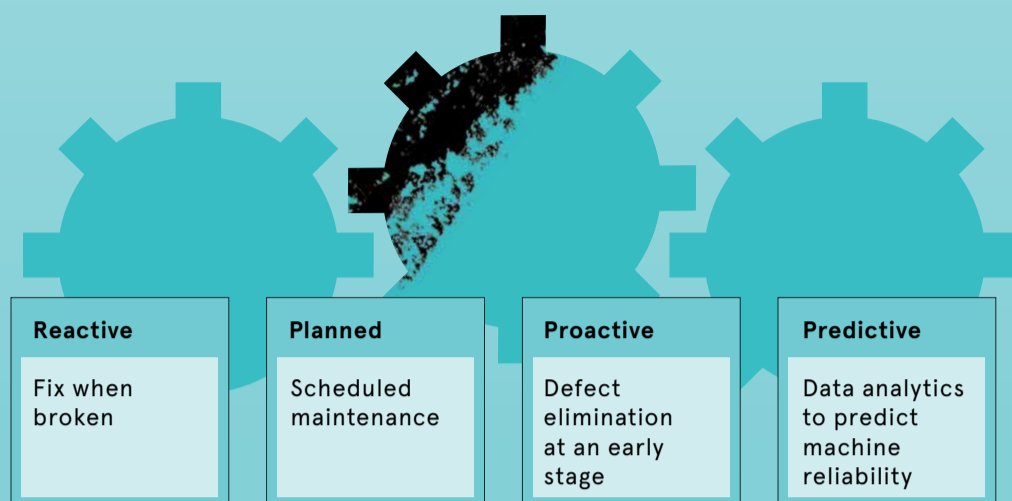 Reactive
Fix when
broken
Planned
Scheduled
maintenance
Proactive
Defect
elimination
at an early
stage
Predictive
Data analytics
to predict
machine
reliability